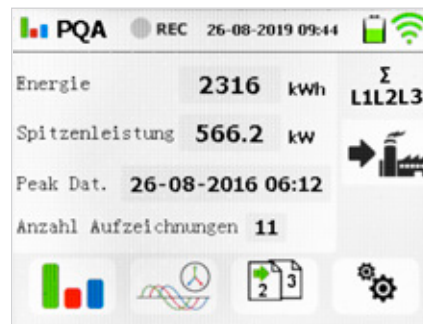 PQA REC 26-08-2019 09:44
Energie 2316 kWh
Σ
L1L2L3
Spitzenleistung 566.2 kW
Peak Dat. 26-08-2016 06:12
Anzahl Aufzeichnungen 11
2 3